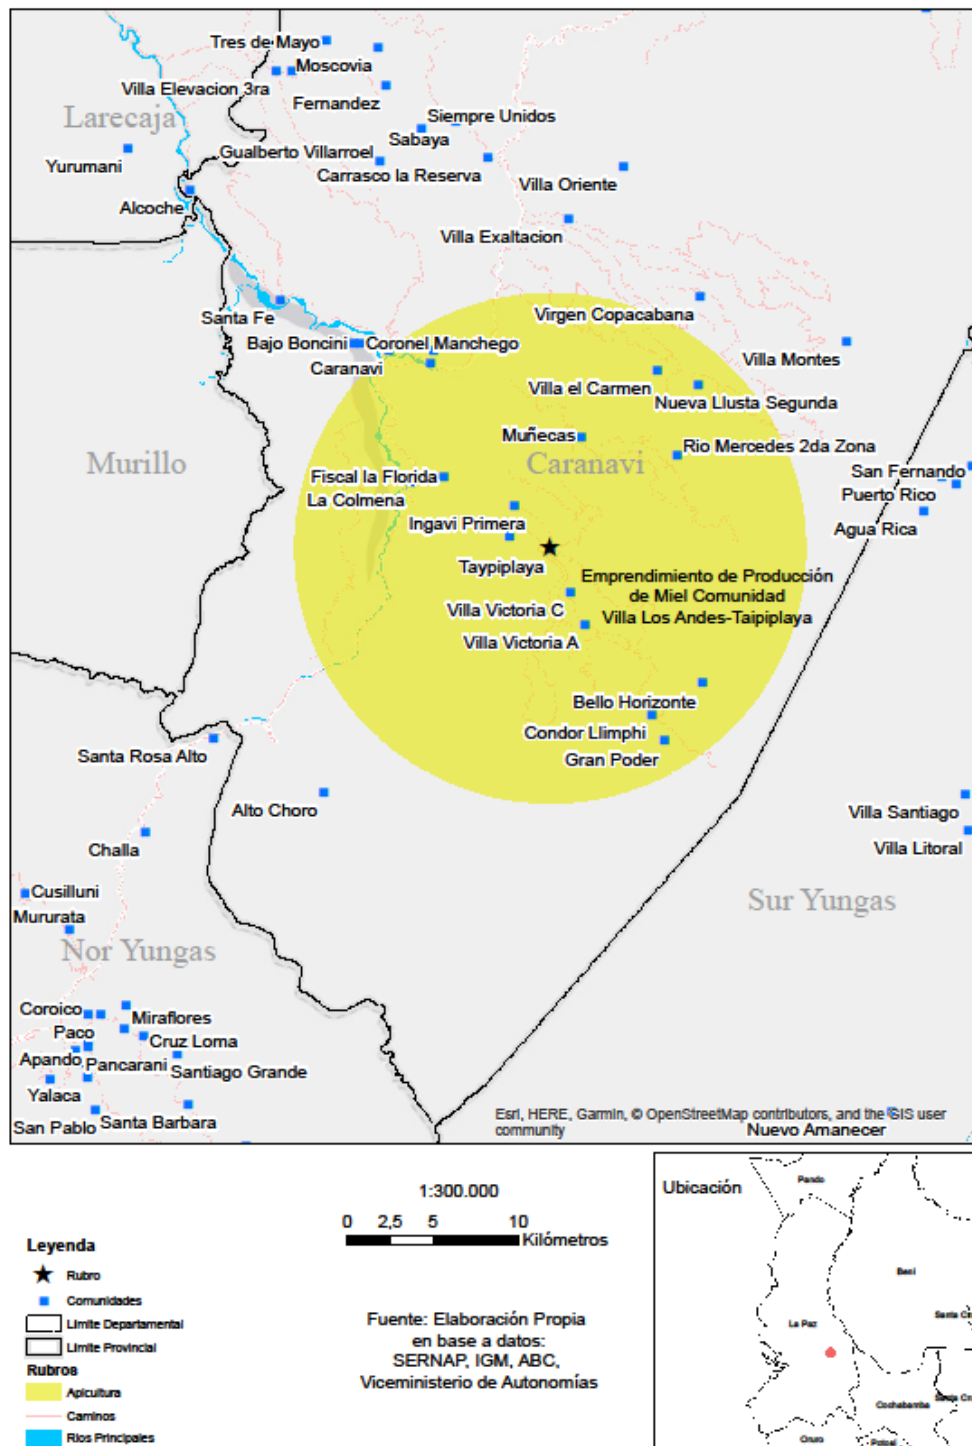 Tres de Mayo
Moscovia
Villa Elevacion 3ra
Fernandez
Larecaja
Siempre Unidos
Sabaya
Yurumani
Gualberto Villarroel
Carrasco la Reserva
Villa Oriente
Alcoche
Villa Exaltacion
Santa Fe
Virgen Copacabana
Bajo Boncini
Coronel Manchego
Caranavi
Villa Montes
Villa el Carmen
Nueva Llusta Segunda
Muñecas
Rio Mercedes 2da Zona
Murillo
Caranavi
San Fernando
Fiscal la Florida
Puerto Rico
La Colmena
Agua Rica
Ingavi Primera
Taypiplaya
Emprendimiento de Producción
de Miel Comunidad
Villa Los Andes-Taipiplaya
Villa Victoria C
Villa Victoria A
Bello Horizonte
Condor Llimphi
Gran Poder
Santa Rosa Alto
Alto Choro
Villa Santiago
Challa
Villa Litoral
Cusilluni
Sur Yungas
Mururata
Nor Yungas
Coroico
Miraflores
Paco
Cruz Loma
Apando
Pancarani
Santiago Grande
Yalaca
San Pablo
Santa Barbara
Esri, HERE, Garmin, © OpenStreetMap contributors, and the GIS user
community
Nuevo Amanecer
1:300.000
0 2,5 5 10
Kilómetros
Leyenda
Rubro
Comunidades
Limite Departamental
Limite Provincial
Rubros
Apicultura
Caminos
Rios Principales
Fuente: Elaboración Propia
en base a datos:
SERNAP, IGM, ABC,
Viceministerio de Autonomías
Ubicación
Pando
Beni
La Paz
Santa Cr
Cochabamba
Santa Cr
Oruro
Potosí